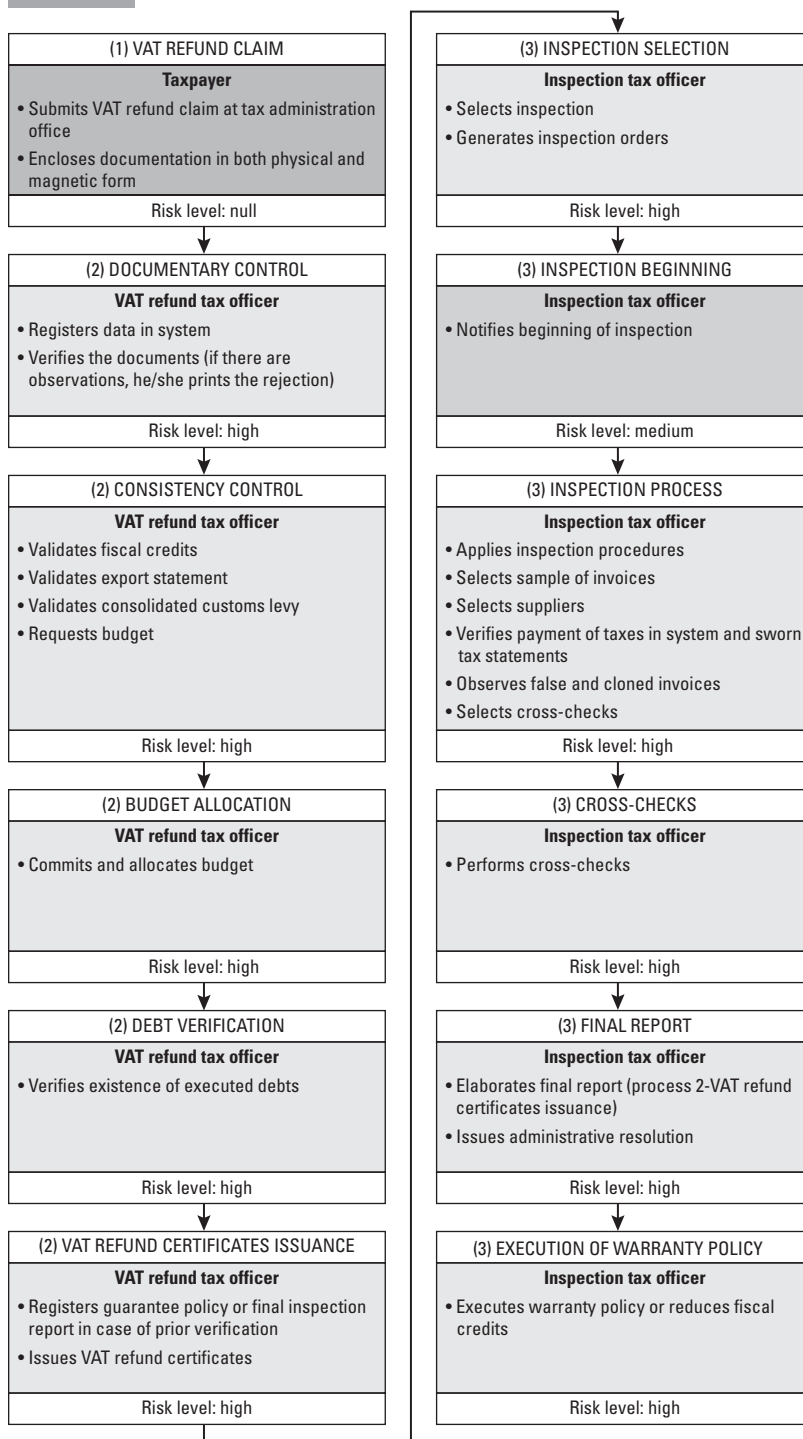 (1) VAT REFUND CLAIM
Taxpayer
• Submits VAT refund claim at tax administration
office
• Encloses documentation in both physical and
magnetic form
Risk level: null
(2) DOCUMENTARY CONTROL
VAT refund tax officer
• Registers data in system
• Verifies the documents (if there are
observations, he/she prints the rejection)
Risk level: high
(2) CONSISTENCY CONTROL
VAT refund tax officer
• Validates fiscal credits
• Validates export statement
• Validates consolidated customs levy
• Requests budget
Risk level: high
(2) BUDGET ALLOCATION
VAT refund tax officer
• Commits and allocates budget
Risk level: high
(2) DEBT VERIFICATION
VAT refund tax officer
• Verifies existence of executed debts
Risk level: high
(2) VAT REFUND CERTIFICATES ISSUANCE
VAT refund tax officer
• Registers guarantee policy or final inspection
report in case of prior verification
• Issues VAT refund certificates
Risk level: high
(3) INSPECTION SELECTION
Inspection tax officer
• Selects inspection
• Generates inspection orders
Risk level: high
(3) INSPECTION BEGINNING
Inspection tax officer
• Notifies beginning of inspection
Risk level: medium
(3) INSPECTION PROCESS
Inspection tax officer
• Applies inspection procedures
• Selects sample of invoices
• Selects suppliers
• Verifies payment of taxes in system and sworn
tax statements
• Observes false and cloned invoices
• Selects cross-checks
Risk level: high
(3) CROSS-CHECKS
Inspection tax officer
• Performs cross-checks
Risk level: high
(3) FINAL REPORT
Inspection tax officer
• Elaborates final report (process 2-VAT refund
certificates issuance)
• Issues administrative resolution
Risk level: high
(3) EXECUTION OF WARRANTY POLICY
Inspection tax officer
• Executes warranty policy or reduces fiscal
credits
Risk level: high